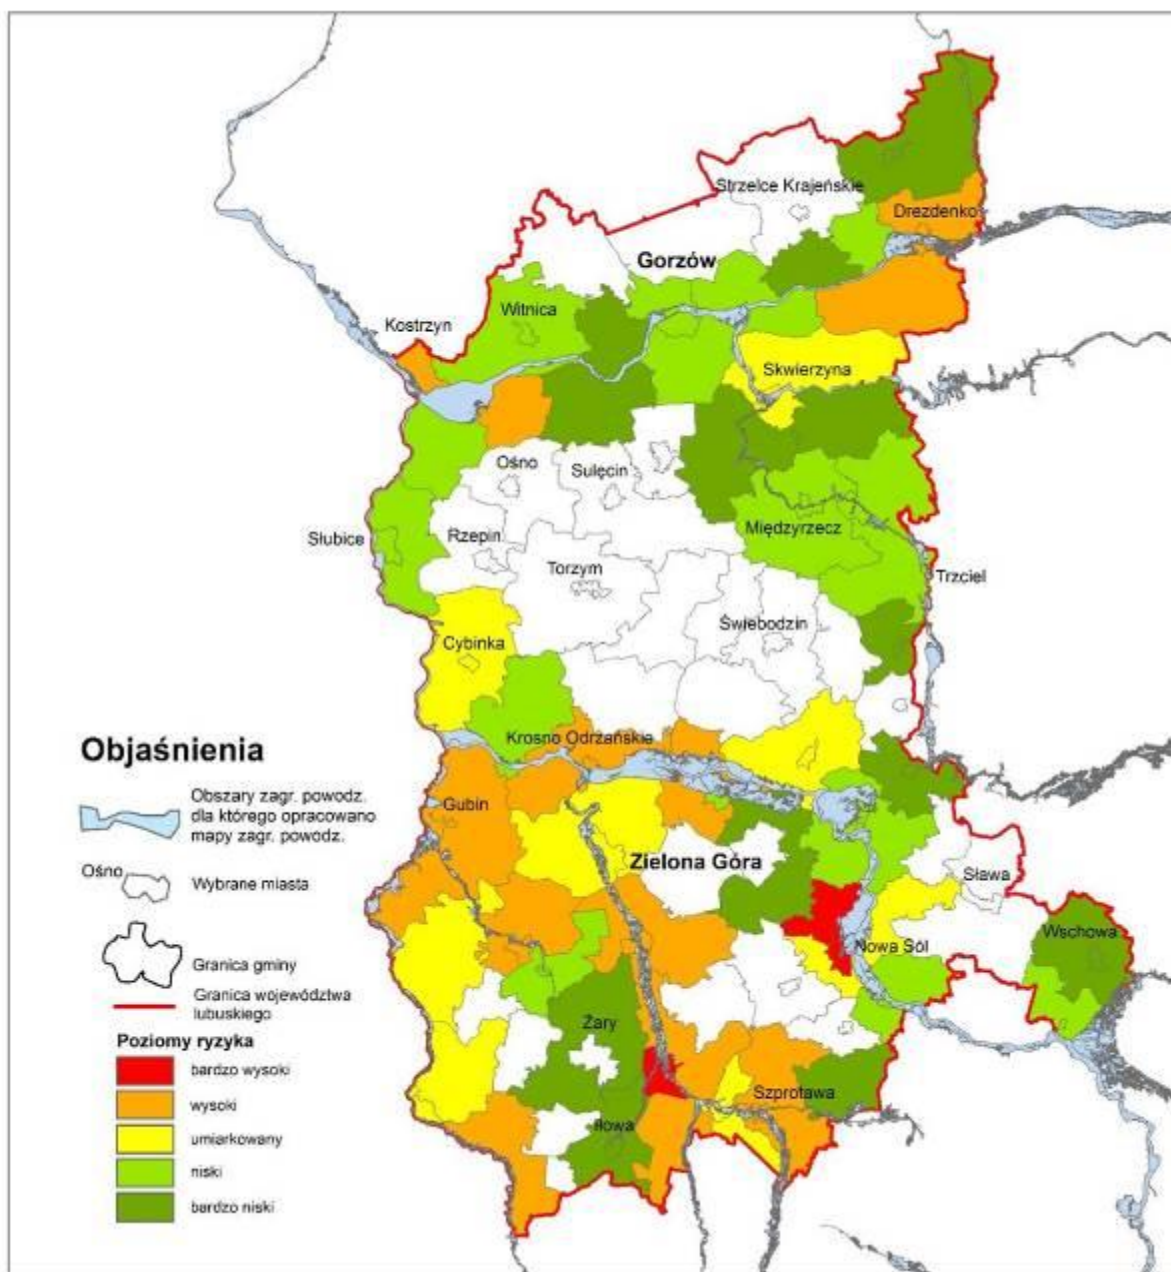 Strzelce Krajeńskie
Drezdenko
Gorzów
Witnica
Kostrzyn
Skwierzyna
Ośno
Sulęcin
Słubice
Rzepin
Międzyrzecz
Torzym
Trzciel
Świebodzin
Cybinka
Krosno Odrzańskie
Gubin
Zielona Góra
Sława
Wschowa
Nowa Sól
Żary
Szprotawa
Iłowa
Objaśnienia
Obszary zagr. powodz.
dla którego opracowano
mapy zagr. powodz.
Ośno
Wybrane miasta
Granica gminy
Granica województwa
lubuskiego
Poziomy ryzyka
bardzo wysoki
wysoki
umiarkowany
niski
bardzo niski